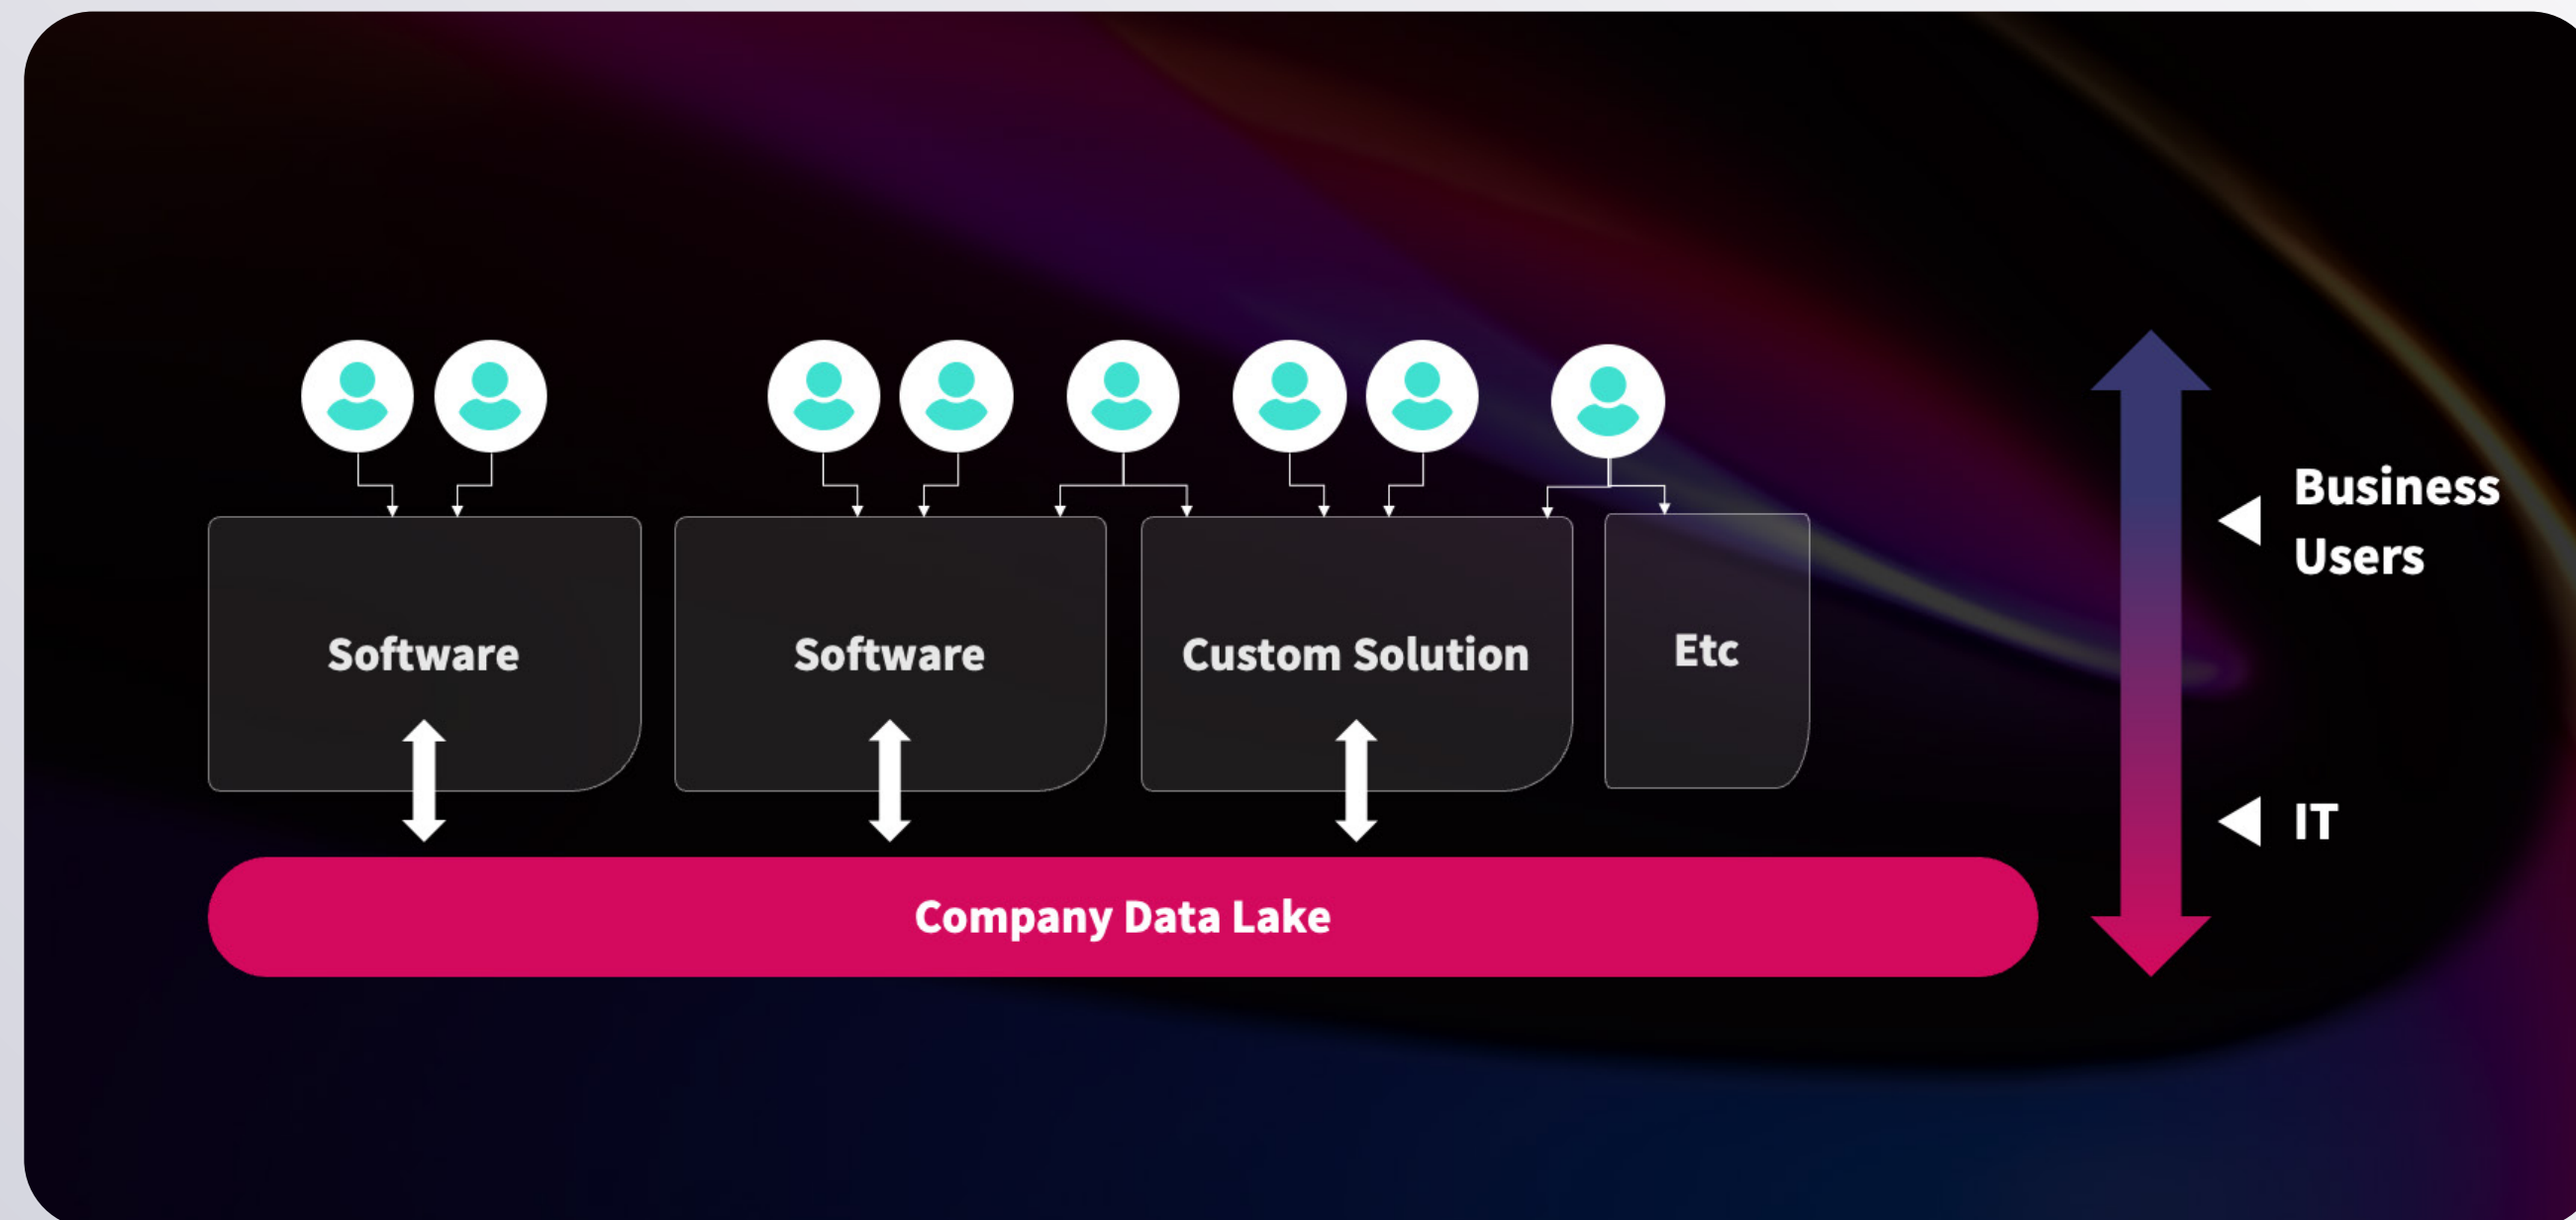 Software
Software
Custom Solution
Etc
Business
Users
IT
Company Data Lake